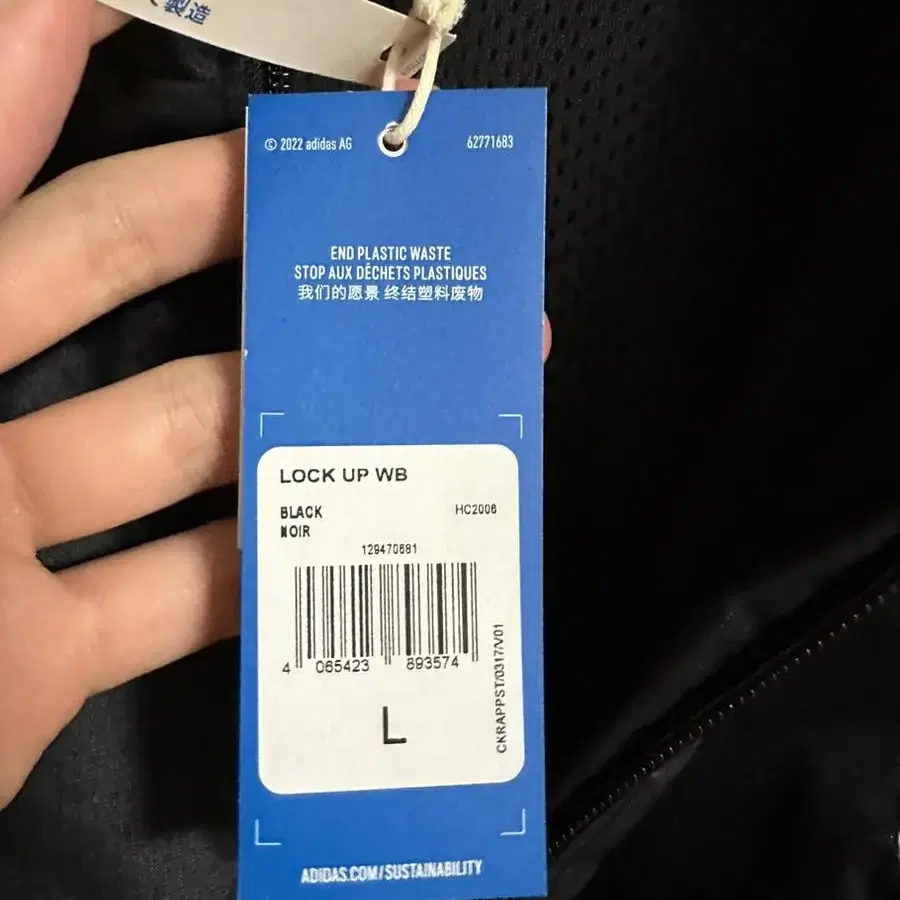 製造
© 2022 adidas AG
62771683
END PLASTIC WASTE
STOP AUX DÉCHETS PLASTIQUES
我们的愿景 终结塑料废物
LOCK UP WB
BLACK
HC2006
NOIR
129470681
4 065423 893574
CKRAPPST/0317/V01
L
ADIDAS.COM/SUSTAINABILITY